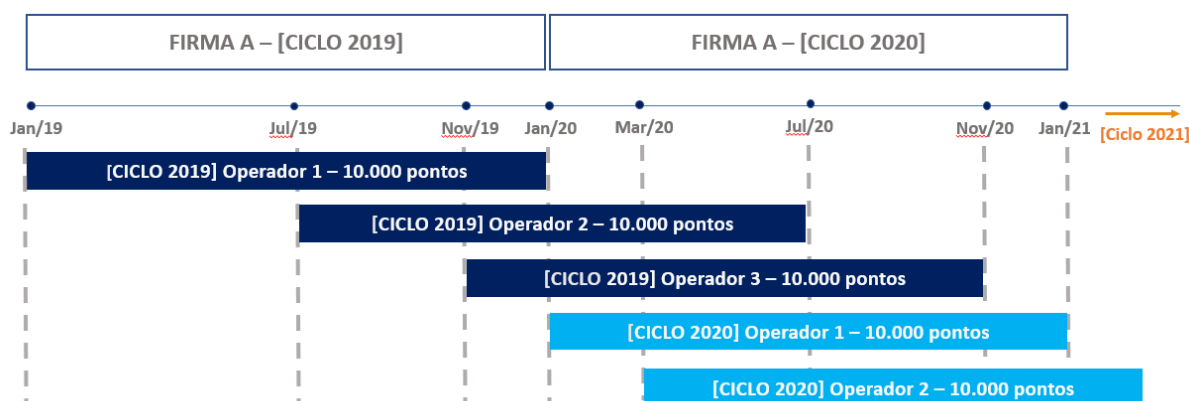 FIRMA A – [CICLO 2019]
FIRMA A – [CICLO 2020]
Jan/19
Jul/19
Nov/19
Jan/20
Mar/20
Jul/20
Nov/20
Jan/21
[Ciclo 2021]
[CICLO 2019] Operador 1 – 10.000 pontos
[CICLO 2019] Operador 2 – 10.000 pontos
[CICLO 2019] Operador 3 – 10.000 pontos
[CICLO 2020] Operador 1 – 10.000 pontos
[CICLO 2020] Operador 2 – 10.000 pontos